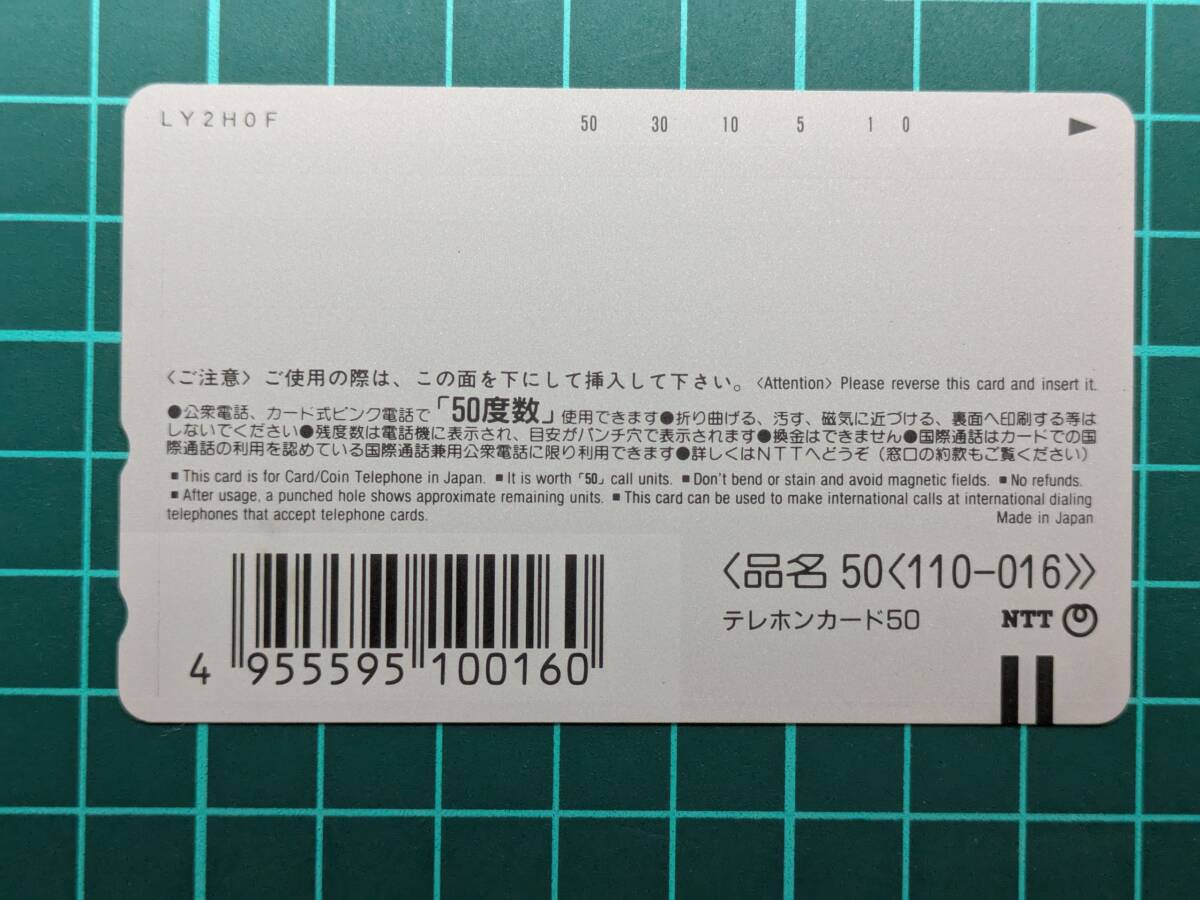 LY2H0F
50 30 10 5 1 0 ▶
〈ご注意〉ご使用の際は、この面を下にして挿入して下さい。〈Attention〉Please reverse this card and insert it.
●公衆電話、カード式ピンク電話で「50度数」使用できます●折り曲げる、汚す、磁気に近づける、裏面へ印刷する等は
しないでください●残度数は電話機に表示され、目安がパンチ穴で表示されます●換金はできません●国際通話はカードでの国
際通話の利用を認めている国際通話兼用公衆電話に限り利用できます●詳しくはNTTへどうぞ（窓口の約款もご覧ください）
■ This card is for Card/Coin Telephone in Japan. ■ It is worth「50」call units. ■ Don't bend or stain and avoid magnetic fields. ■ No refunds.
■ After usage, a punched hole shows approximate remaining units. ■ This card can be used to make international calls at international dialing
telephones that accept telephone cards.
Made in Japan
〈品名 50〈110-016〉〉
テレホンカード50
NTT
4 955595 100160